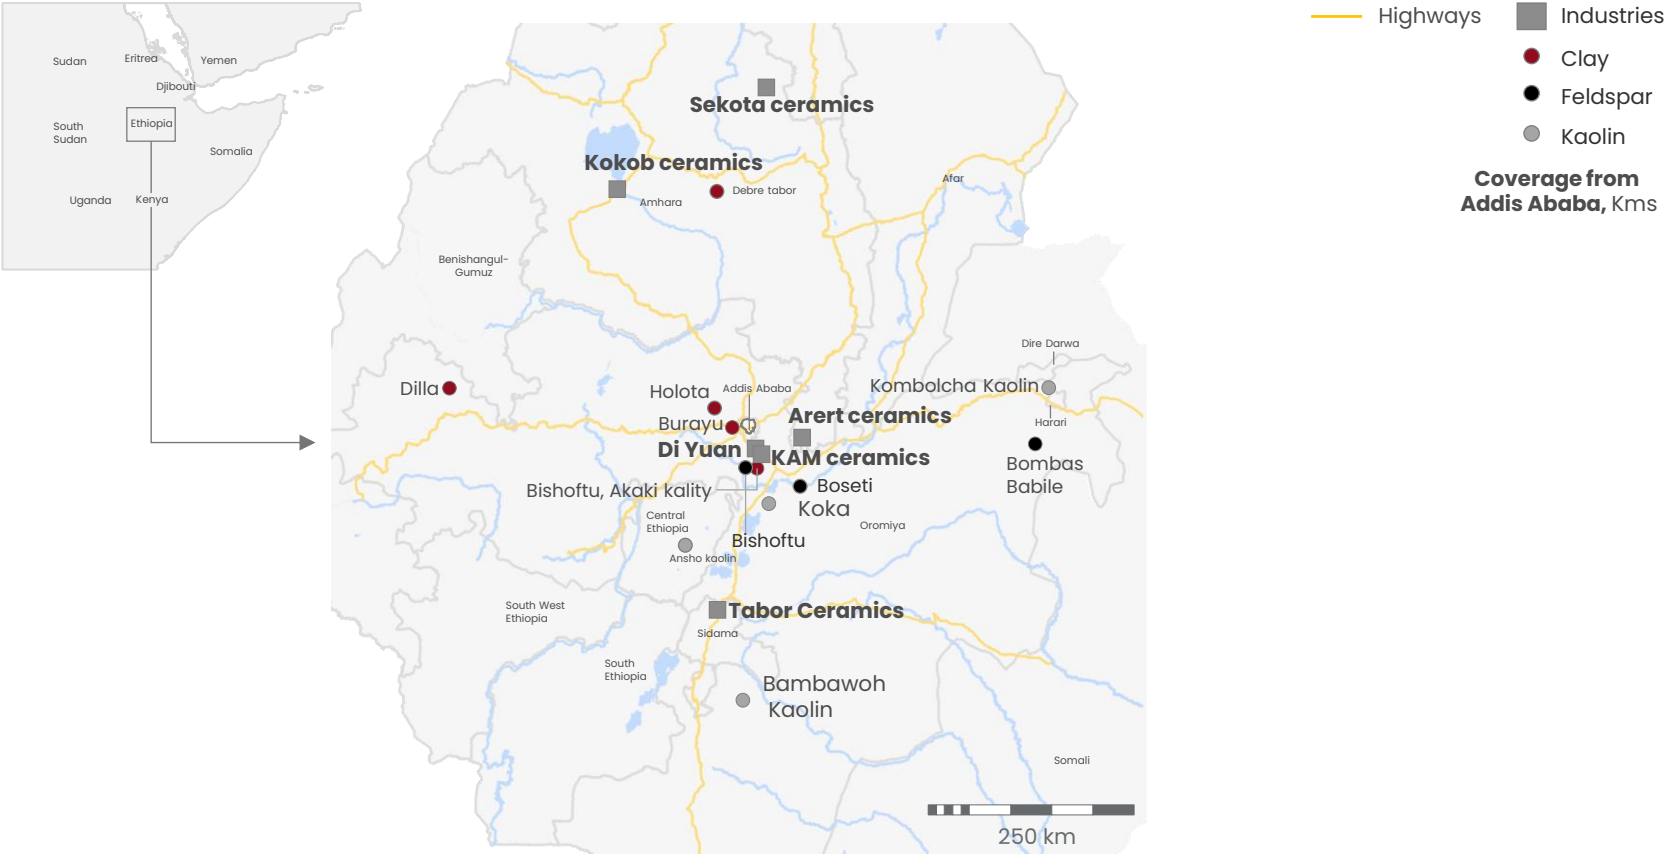 Sudan
Eritrea
Yemen
Djibouti
Ethiopia
South
Sudan
Somalia
Uganda
Kenya
Highways
Industries
Clay
Feldspar
Kaolin
Coverage from
Addis Ababa, Kms
Sekota ceramics
Kokob ceramics
Debre tabor
Amhara
Afar
Benishangul-
Gumuz
Dire Darwa
Dilla
Holota
Addis Ababa
Kombolcha Kaolin
Burayu
Arert ceramics
Harari
Di Yuan
KAM ceramics
Bombas
Babile
Bishoftu, Akaki kality
Boseti
Koka
Central
Ethiopia
Oromiya
Bishoftu
Ansho kaolin
South West
Ethiopia
Tabor Ceramics
Sidama
South
Ethiopia
Bambawoh
Kaolin
Somali
250 km